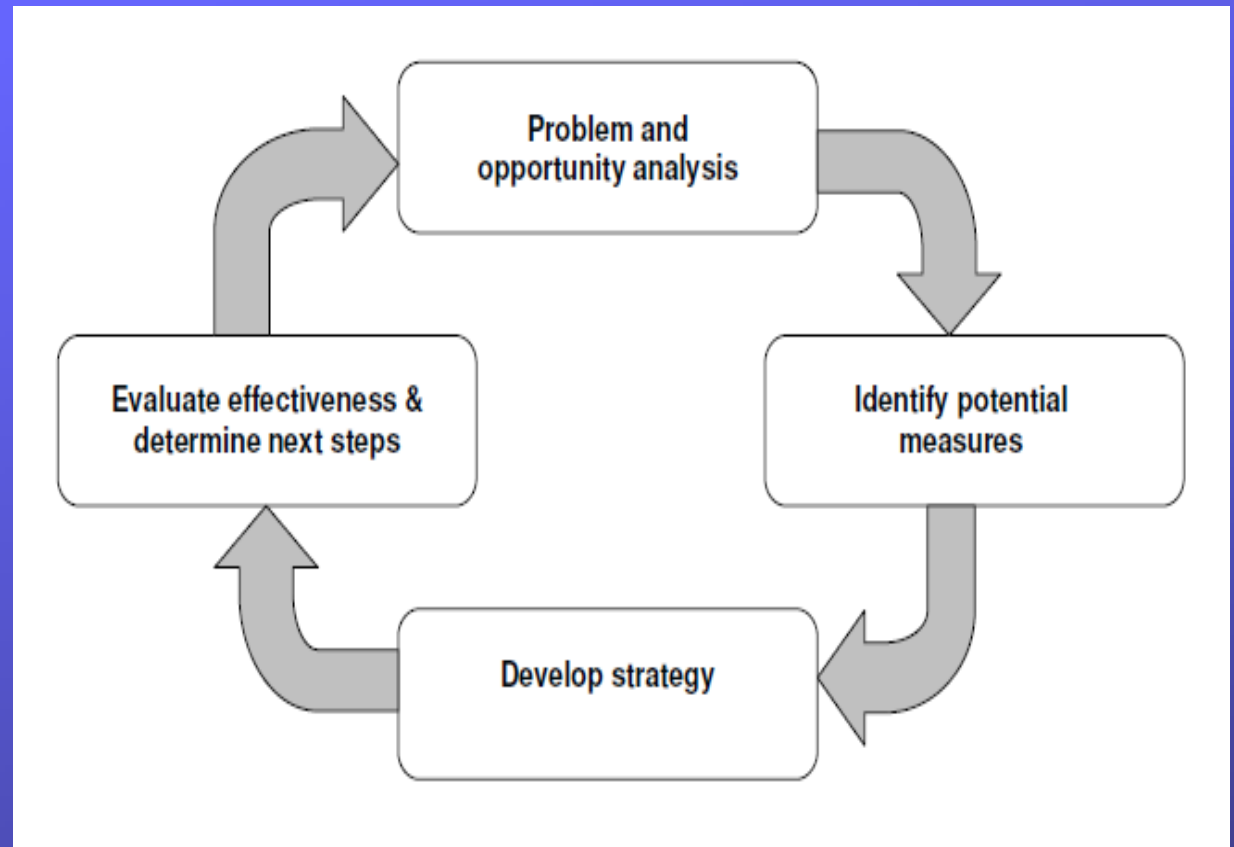 Problem and
opportunity analysis
Evaluate effectiveness &
determine next steps
Identify potential
measures
Develop strategy